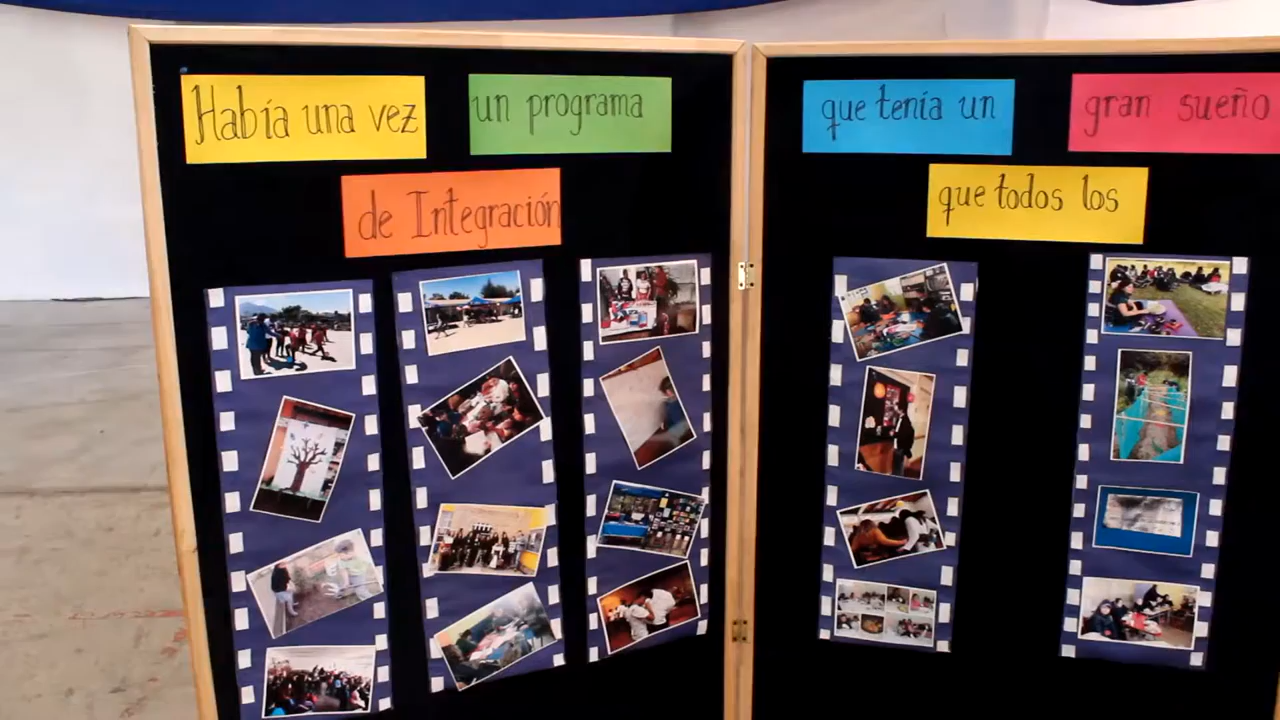 Había una vez
un programa
de Integración
que tenía un
gran sueño
que todos los